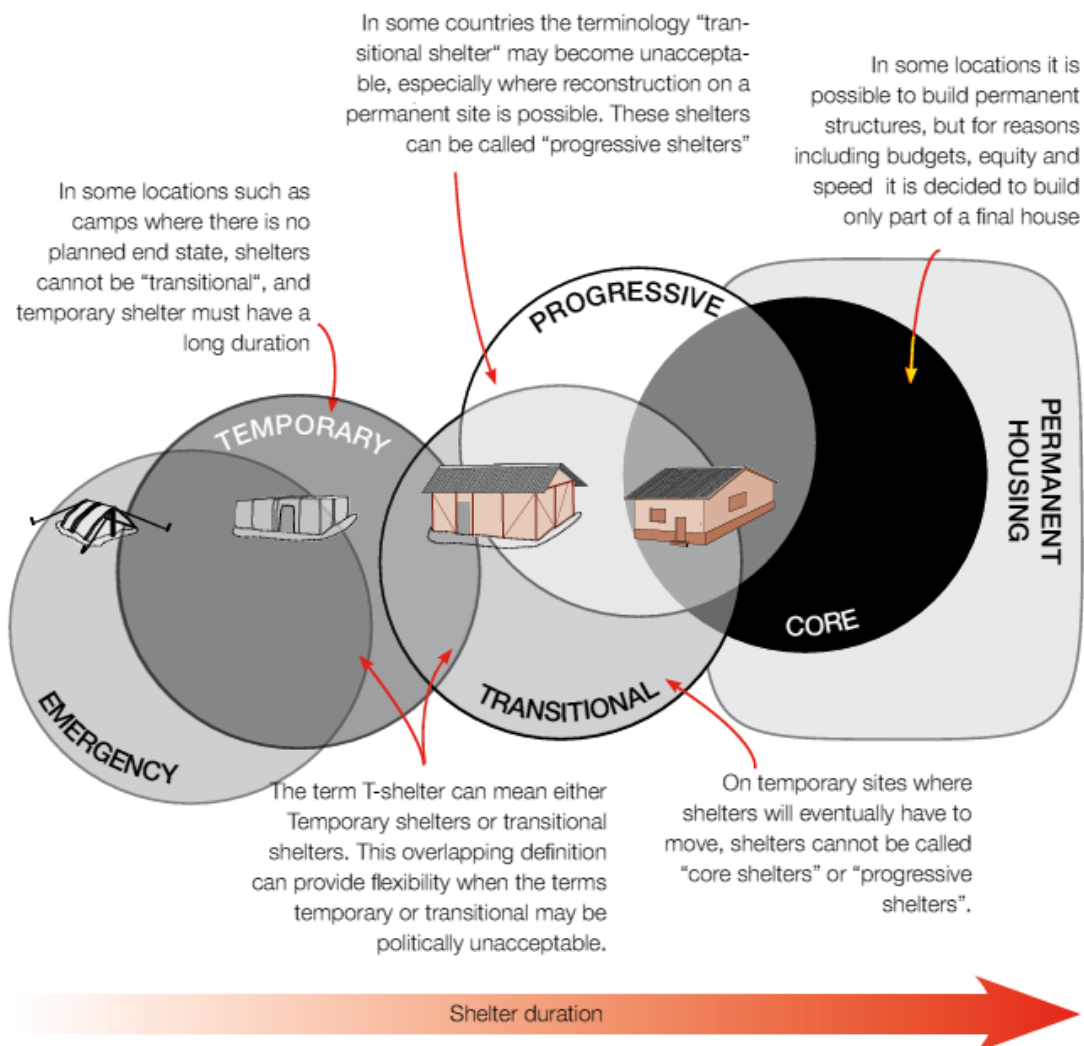 In some countries the terminology “tran-
sitional shelter“ may become unaccepta-
ble, especially where reconstruction on a
permanent site is possible. These shelters
can be called “progressive shelters”
In some locations it is
possible to build permanent
structures, but for reasons
including budgets, equity and
speed it is decided to build
only part of a final house
In some locations such as
camps where there is no
planned end state, shelters
cannot be “transitional“, and
temporary shelter must have a
long duration
PROGRESSIVE
TEMPORARY
PERMANENT
HOUSING
CORE
TRANSITIONAL
EMERGENCY
The term T-shelter can mean either
Temporary shelters or transitional
shelters. This overlapping definition
can provide flexibility when the terms
temporary or transitional may be
politically unacceptable.
On temporary sites where
shelters will eventually have to
move, shelters cannot be called
“core shelters” or “progressive
shelters”.
Shelter duration